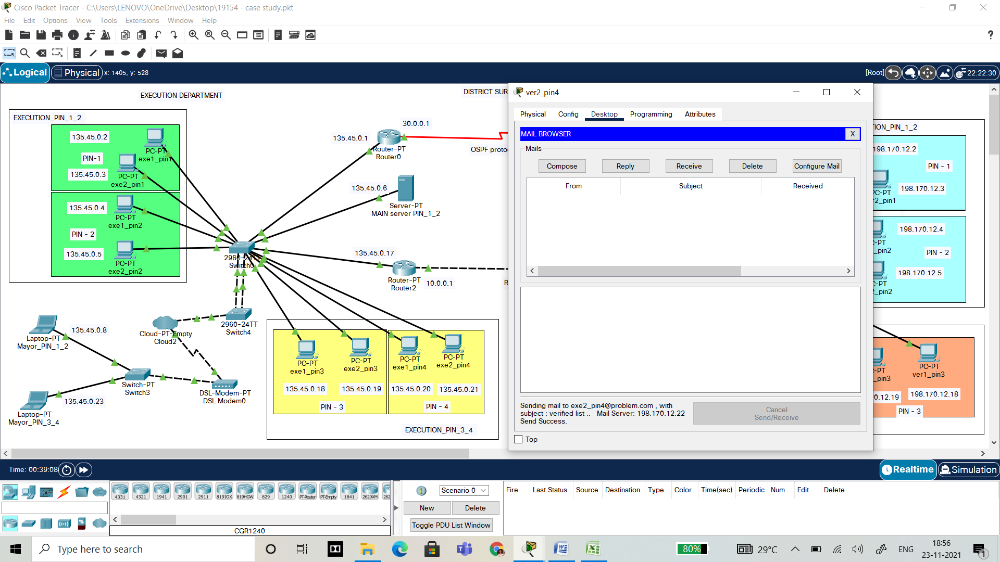 Cisco Packet Tracer - C:\Users\LENOVO\OneDrive\Desktop\19154 - case study.pkt
File Edit Options View Tools Extensions Window Help
?
Logical Physical x: 1405, y: 528
[Root] 22:22:30
EXECUTION DEPARTMENT
DISTRICT SUR
EXECUTION_PIN_1_2
135.45.0.2
PIN-1
135.45.0.3
PC-PT
exe1_pin1
PC-PT
exe2_pin1
135.45.0.4
PC-PT
exe1_pin2
PIN - 2
135.45.0.5
PC-PT
exe2_pin2
30.0.0.1
135.45.0.1
Router-PT
Router0
OSPF proto
135.45.0.6
Server-PT
MAIN server PIN_1_2
2960-24TT
Switch0
135.45.0.17
Router-PT
Router2
10.0.0.1
R
135.45.0.8
Laptop-PT
Mayor_PIN_1_2
Cloud-PT-Empty
Cloud2
2960-24TT
Switch4
Switch-PT
Switch3
DSL-Modem-PT
DSL Modem0
135.45.0.23
Laptop-PT
Mayor_PIN_3_4
PC-PT
exe1_pin3
PC-PT
exe2_pin3
PC-PT
exe1_pin4
PC-PT
exe2_pin4
135.45.0.18
135.45.0.19
135.45.0.20
135.45.0.21
PIN - 3
PIN - 4
EXECUTION_PIN_3_4
ver2_pin4
Physical Config Desktop Programming Attributes
MAIL BROWSER
X
Mails
Compose Reply Receive Delete Configure Mail
From Subject Received
Sending mail to exe2_pin4@problem.com , with
subject : verified list .. Mail Server: 198.170.12.22
Send Success.
Cancel
Send/Receive
Top
ION_PIN_1_2
198.170.12.2
PIN - 1
198.170.12.3
PC-PT
r2_pin1
198.170.12.4
-PT
_pin2
PIN - 2
198.170.12.5
-PT
_pin2
-PT
pin3
PC-PT
ver1_pin3
0.12.19
198.170.12.18
PIN - 3
Time: 00:39:08
Realtime Simulation
4331 4321 1941 2901 2911 819IOX 819HGW 829 1240 PT-Router PT-Empty 1841 2620XM 262
CGR1240
Scenario 0
New Delete
Toggle PDU List Window
Fire Last Status Source Destination Type Color Time(sec) Periodic Num Edit Delete
Type here to search
80%
29°C
ENG
18:56
23-11-2021
1